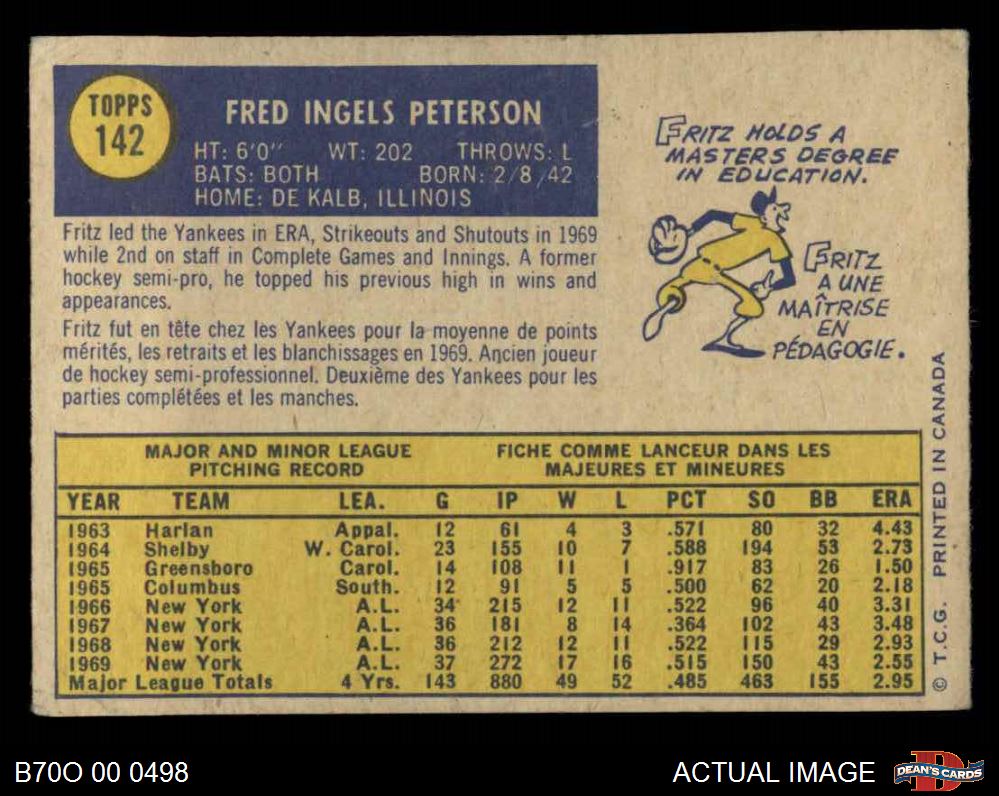 TOPPS
142
FRED INGELS PETERSON
HT: 6'0" WT: 202 THROWS: L
BATS: BOTH BORN: 2/8/42
HOME: DE KALB, ILLINOIS
Fritz led the Yankees in ERA, Strikeouts and Shutouts in 1969
while 2nd on staff in Complete Games and Innings. A former
hockey semi-pro, he topped his previous high in wins and
appearances.
Fritz fut en tête chez les Yankees pour la moyenne de points
mérités, les retraits et les blanchissages en 1969. Ancien joueur
de hockey semi-professionnel. Deuxième des Yankees pour les
parties complétées et les manches.
FRITZ HOLDS A
MASTERS DEGREE
IN EDUCATION.
FRITZ
A UNE
MAÎTRISE
EN
PÉDAGOGIE.
MAJOR AND MINOR LEAGUE
PITCHING RECORD
FICHE COMME LANCEUR DANS LES
MAJEURES ET MINEURES
YEAR TEAM LEA. G IP W L PCT SO BB ERA
1963 Harlan Appal. 12 61 4 3 .571 80 32 4.43
1964 Shelby W. Carol. 23 155 10 7 .588 194 53 2.73
1965 Greensboro Carol. 14 108 11 1 .917 83 26 1.50
1965 Columbus South. 12 91 5 5 .500 62 20 2.18
1966 New York A.L. 34 215 12 11 .522 96 40 3.31
1967 New York A.L. 36 181 8 14 .364 102 43 3.48
1968 New York A.L. 36 212 12 11 .522 115 29 2.93
1969 New York A.L. 37 272 17 16 .515 150 43 2.55
Major League Totals 4 Yrs. 143 880 49 52 .485 463 155 2.95
© T.C.G. PRINTED IN CANADA
B70O 00 0498
ACTUAL IMAGE
DEAN'S CARDS